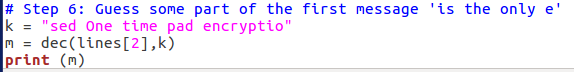 # Step 6: Guess some part of the first message 'is the only e'
k = "sed One time pad encryptio"
m = dec(lines[2],k)
print (m)